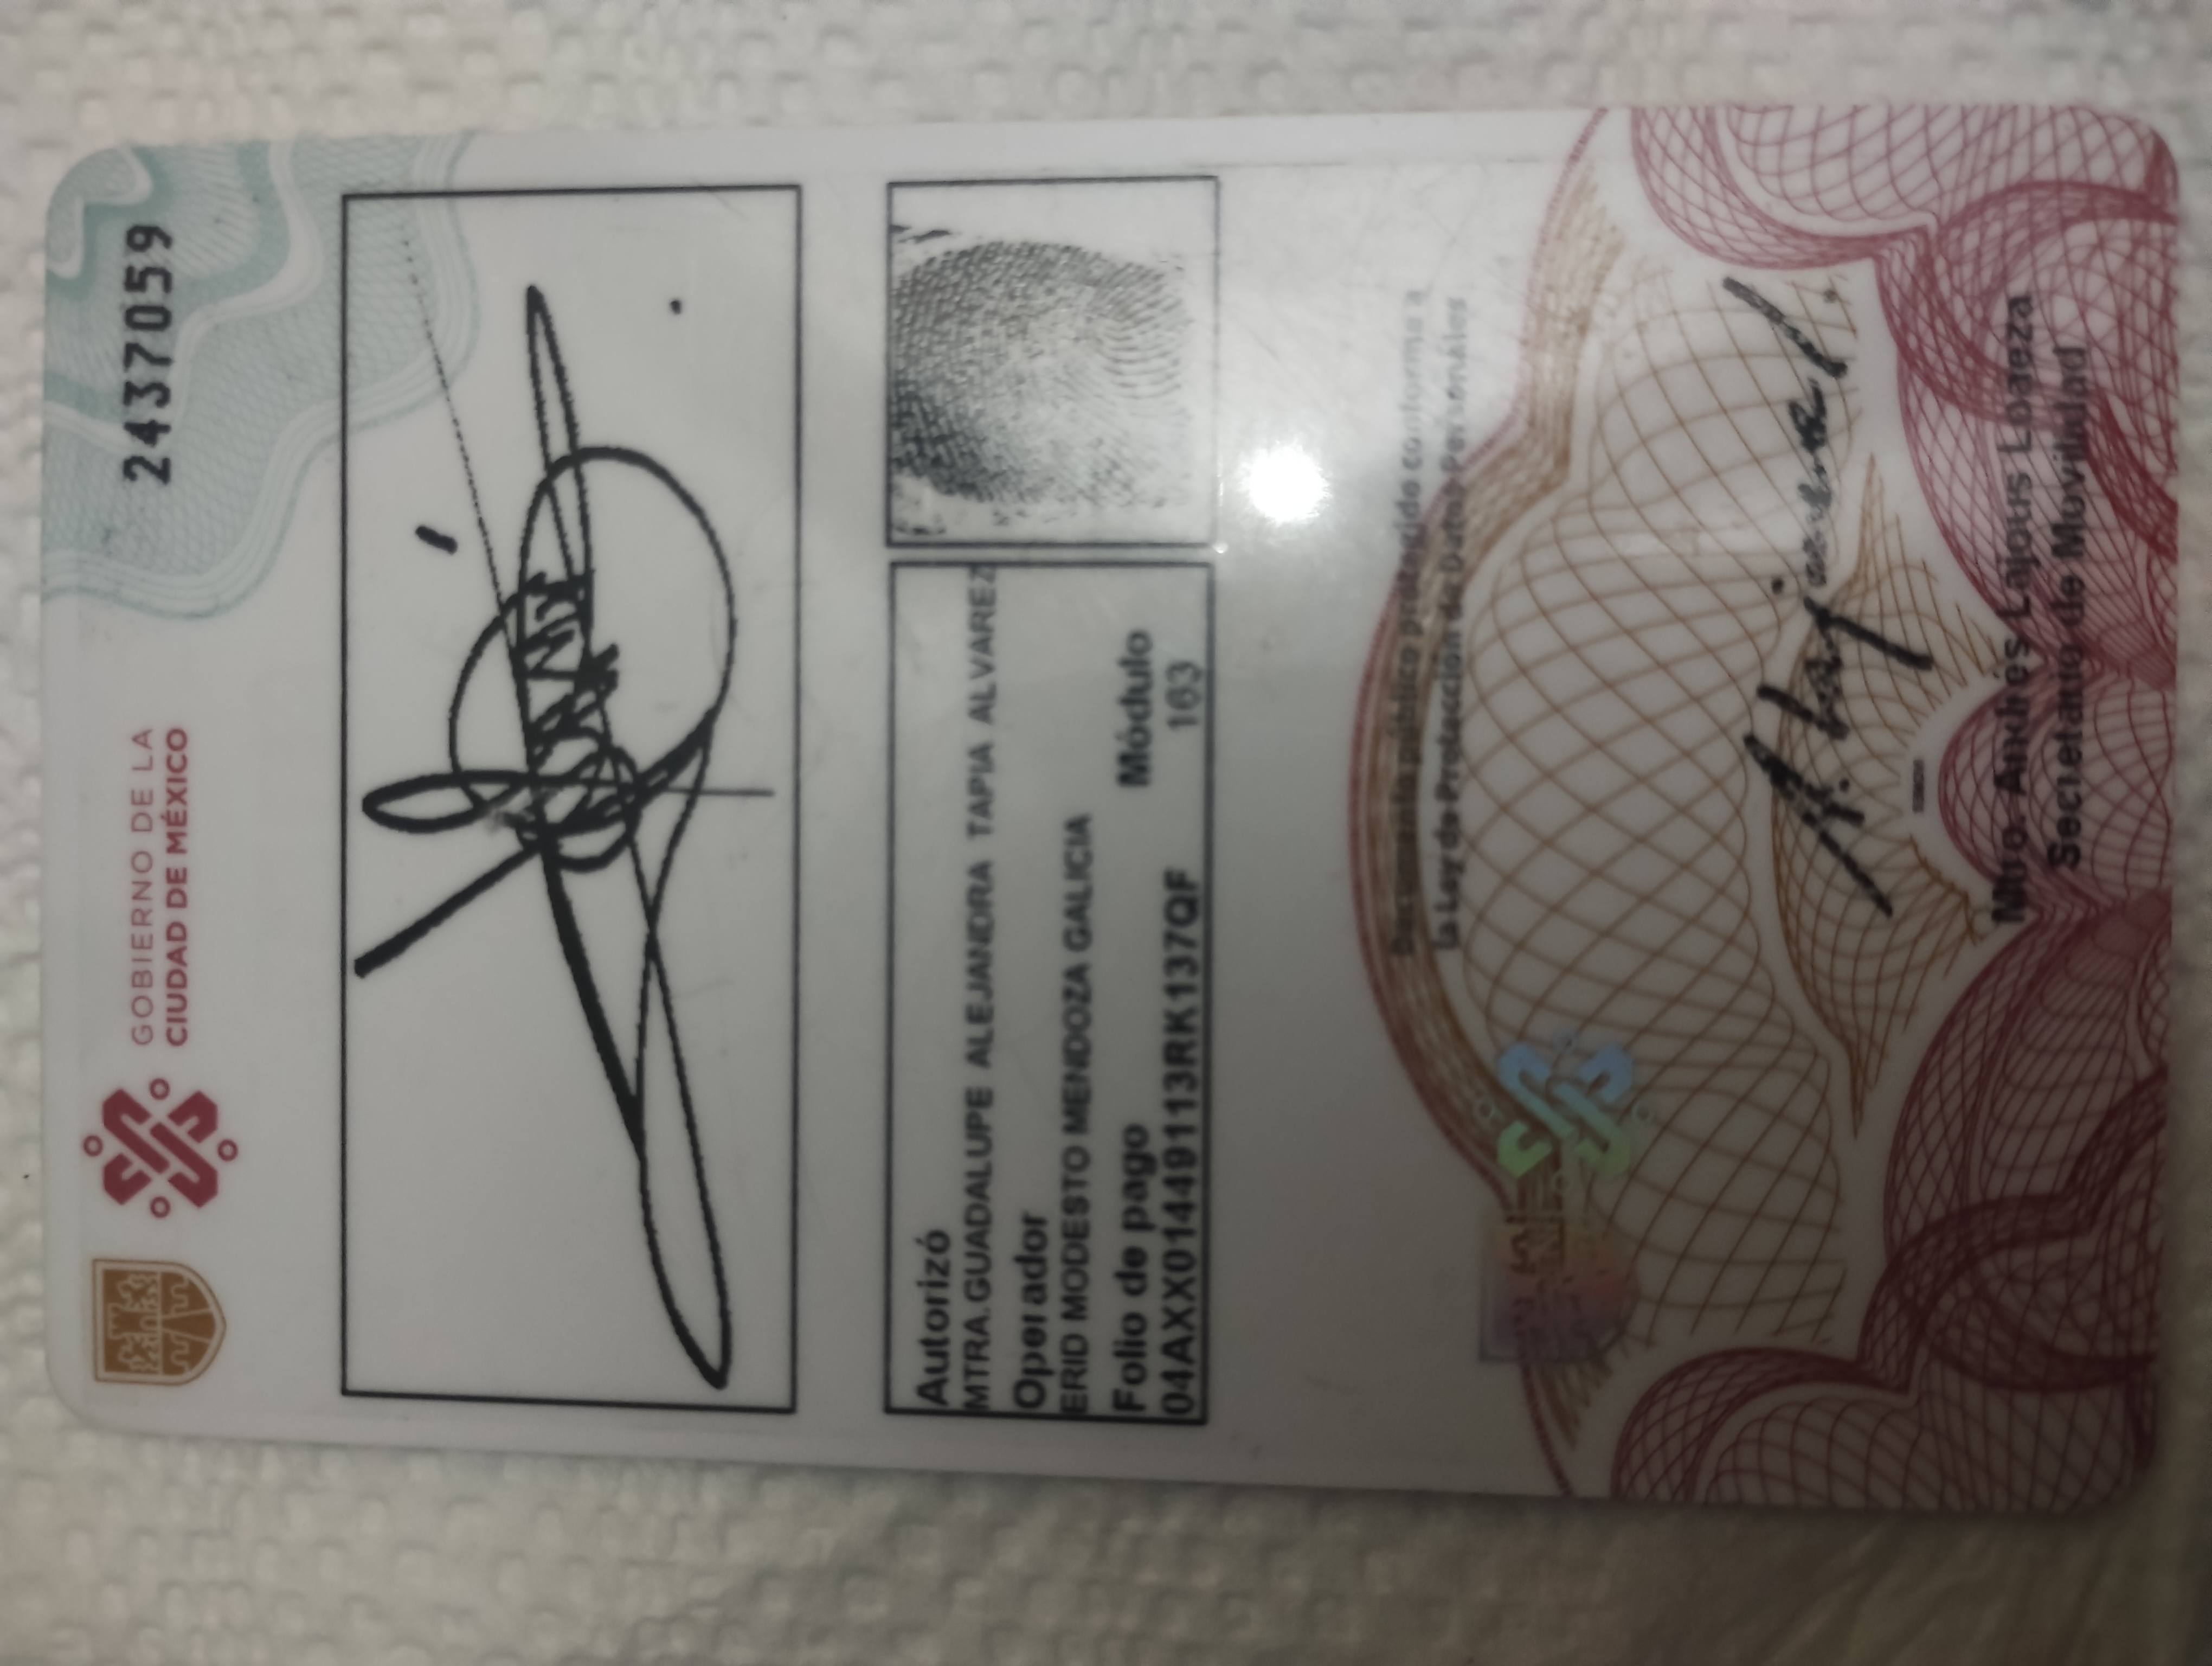 GOBIERNO DE LA
CIUDAD DE MÉXICO
2437059
Autorizó
MTRA.GUADALUPE ALEJANDRA TAPIA ALVAREZ
Operador
ERID MODESTO MENDOZA GALICIA
Folio de pago Módulo
04AXX01449113RK137QF 163
Documento público protegido conforme a
la Ley de Protección de Datos Personales
Mtro. Andrés Lajous Loaeza
Secretario de Movilidad